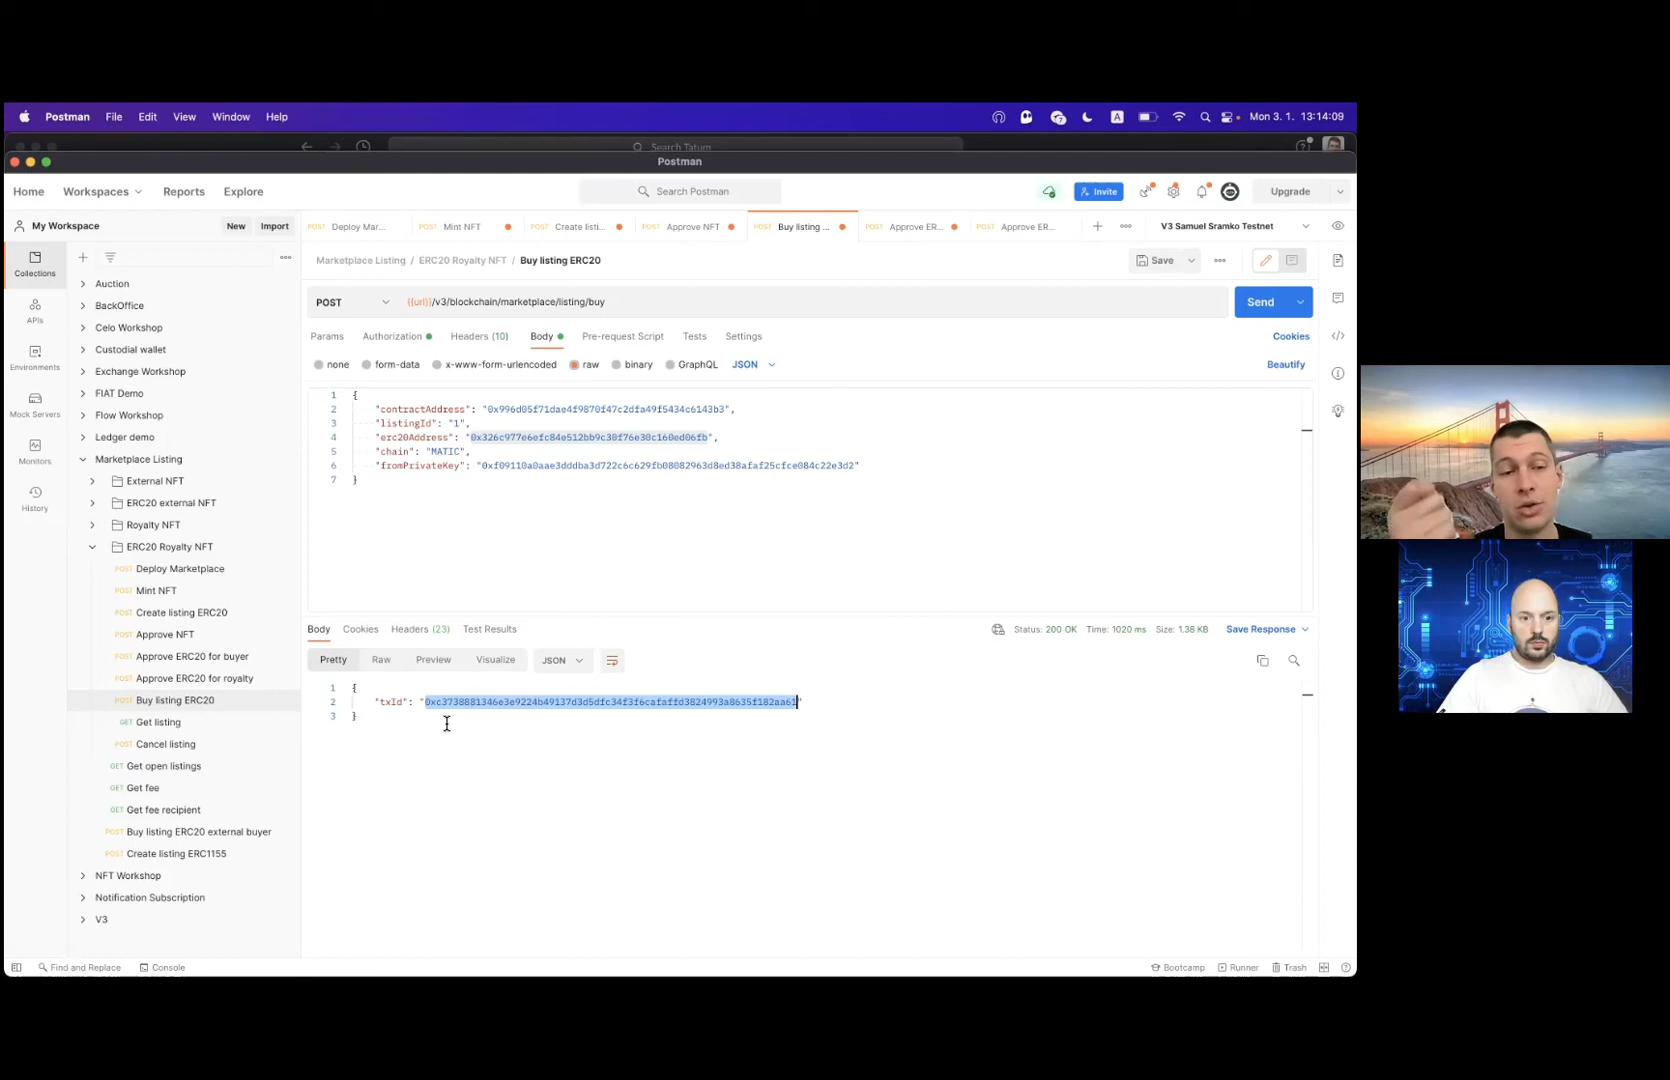 Postman File Edit View Window Help A Mon 3. 1. 13:14:09
Search Tatum
Postman
Home Workspaces Reports Explore Search Postman Invite Upgrade
My Workspace New Import
Deploy Mar... Mint NFT Create listi... Approve NFT Buy listing ... Approve ER... Approve ER... V3 Samuel Sramko Testnet
Marketplace Listing / ERC20 Royalty NFT / Buy listing ERC20 Save
POST {{url}}/v3/blockchain/marketplace/listing/buy Send
Params Authorization Headers (10) Body Pre-request Script Tests Settings Cookies
none form-data x-www-form-urlencoded raw binary GraphQL JSON Beautify
1 {
2 "contractAddress": "0x996d05f71dae4f9870f47c2dfa49f5434c6143b3",
3 "listingId": "1",
4 "erc20Address": "0x326c977e6efc84e512bb9c30f76e30c160ed06fb",
5 "chain": "MATIC",
6 "fromPrivateKey": "0xf09110a0aae3dddba3d722c6c629fb08082963d8ed38afaf25cfce084c22e3d2"
7 }
Collections
APIs
Environments
Mock Servers
Monitors
History
Auction
BackOffice
Celo Workshop
Custodial wallet
Exchange Workshop
FIAT Demo
Flow Workshop
Ledger demo
Marketplace Listing
External NFT
ERC20 external NFT
Royalty NFT
ERC20 Royalty NFT
POST Deploy Marketplace
POST Mint NFT
POST Create listing ERC20
POST Approve NFT
POST Approve ERC20 for buyer
POST Approve ERC20 for royalty
POST Buy listing ERC20
GET Get listing
POST Cancel listing
GET Get open listings
GET Get fee
GET Get fee recipient
POST Buy listing ERC20 external buyer
POST Create listing ERC1155
NFT Workshop
Notification Subscription
V3
Body Cookies Headers (23) Test Results Status: 200 OK Time: 1020 ms Size: 1.38 KB Save Response
Pretty Raw Preview Visualize JSON
1 {
2 "txId": "0xc3738881346e3e9224b49137d3d5dfc34f3f6cafaffd3824993a8635f182aa61"
3 }
Find and Replace Console Bootcamp Runner Trash